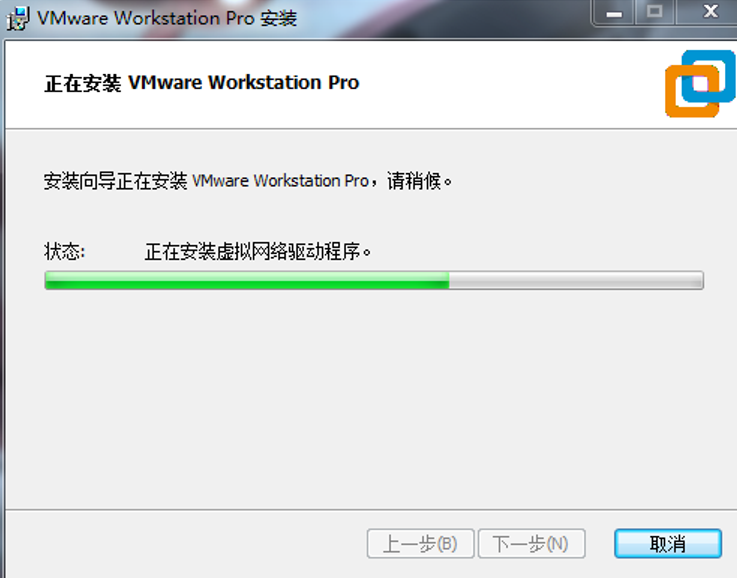 VMware Workstation Pro 安装
正在安装 VMware Workstation Pro
安装向导正在安装 VMware Workstation Pro，请稍候。
状态: 正在安装虚拟网络驱动程序。
上一步(B) 下一步(N) 取消